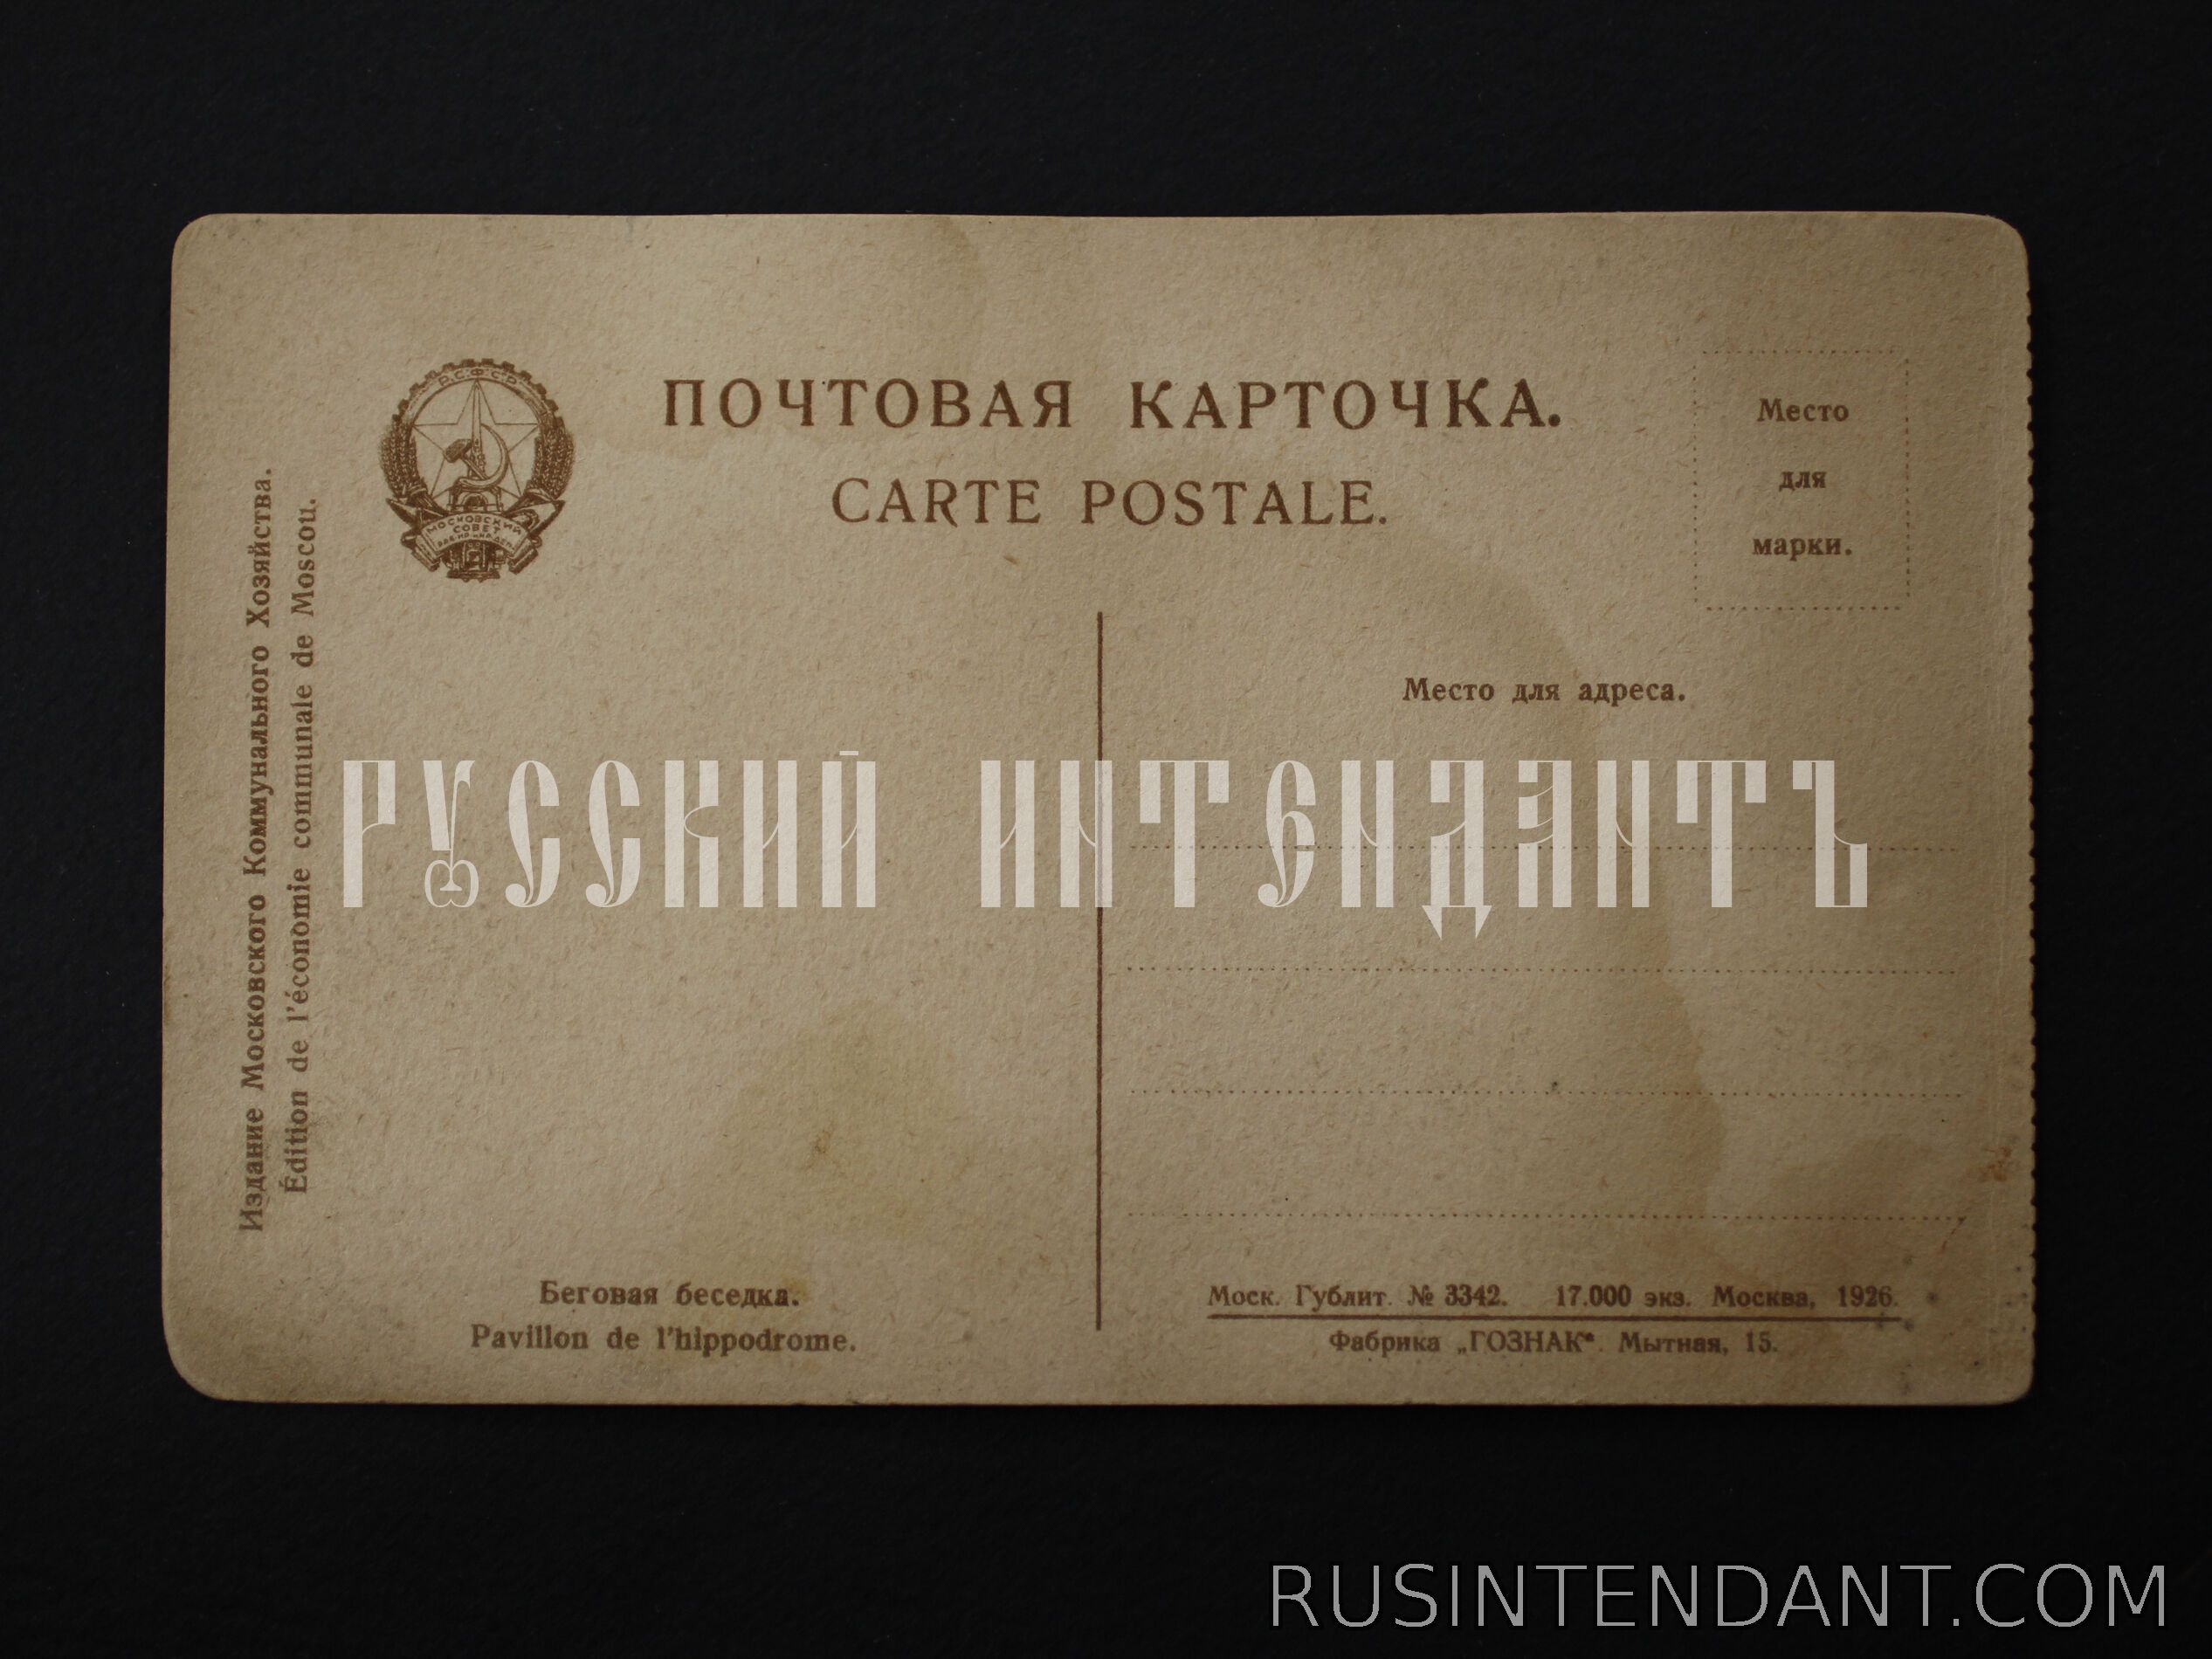 Р.С.Ф.С.Р.
МОСКОВСКИЙ
СОВЕТ
ПОЧТОВАЯ КАРТОЧКА.
CARTE POSTALE.
Место
для
марки.
Издание Московского Коммунального Хозяйства.
Édition de l'économie communale de Moscou.
Место для адреса.
РУССКИЙ ИНТЕНДАНТЪ
Беговая беседка.
Pavillon de l'hippodrome.
Моск. Гублит. № 3342. 17.000 экз. Москва, 1926.
Фабрика „ГОЗНАК“. Мытная, 15.
RUSINTENDANT.COM